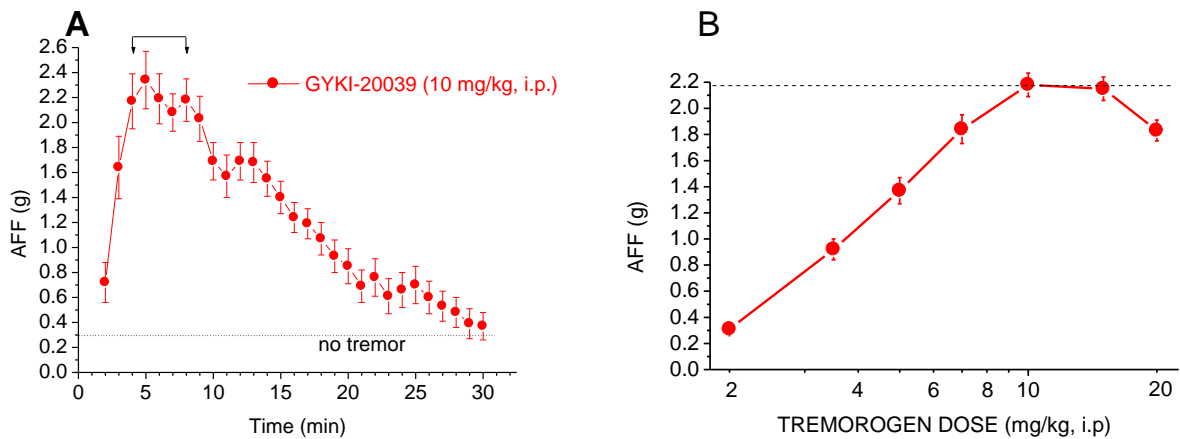 A
2.6
2.4
2.2
2.0
1.8
1.6
1.4
1.2
1.0
0.8
0.6
0.4
0.2
0.0
AFF (g)
GYKI-20039 (10 mg/kg, i.p.)
no tremor
0 5 10 15 20 25 30
Time (min)
B
2.2
2.0
1.8
1.6
1.4
1.2
1.0
0.8
0.6
0.4
0.2
0.0
AFF (g)
2 4 6 8 10 20
TREMOROGEN DOSE (mg/kg, i.p)